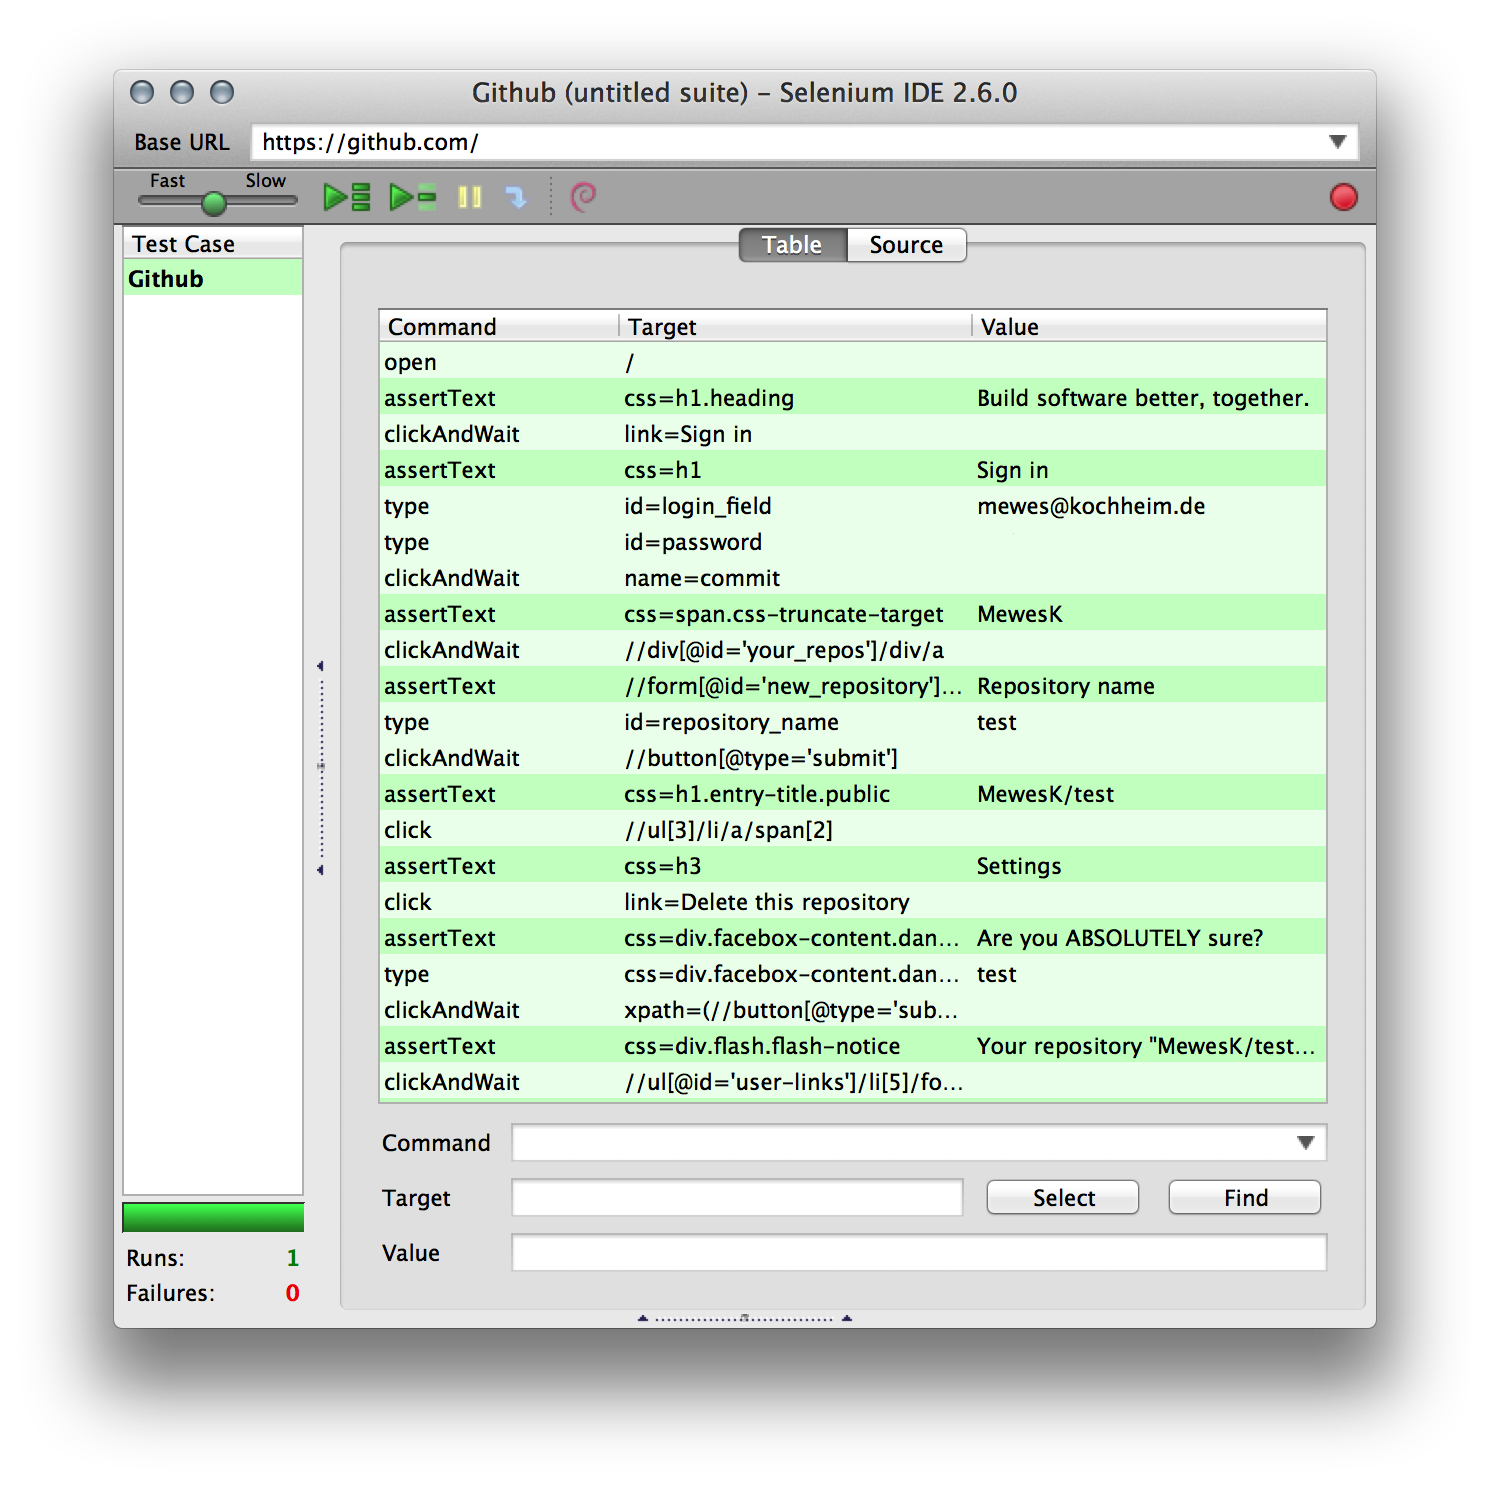 Github (untitled suite) – Selenium IDE 2.6.0
Base URL https://github.com/
Fast Slow
Test Case
Github
Table Source
Command Target Value
open /
assertText css=h1.heading Build software better, together.
clickAndWait link=Sign in
assertText css=h1 Sign in
type id=login_field mewes@kochheim.de
type id=password
clickAndWait name=commit
assertText css=span.css-truncate-target MewesK
clickAndWait //div[@id='your_repos']/div/a
assertText //form[@id='new_repository']... Repository name
type id=repository_name test
clickAndWait //button[@type='submit']
assertText css=h1.entry-title.public MewesK/test
click //ul[3]/li/a/span[2]
assertText css=h3 Settings
click link=Delete this repository
assertText css=div.facebox-content.dan... Are you ABSOLUTELY sure?
type css=div.facebox-content.dan... test
clickAndWait xpath=(//button[@type='sub...
assertText css=div.flash.flash-notice Your repository "MewesK/test...
clickAndWait //ul[@id='user-links']/li[5]/fo...
Command
Target Select Find
Value
Runs: 1
Failures: 0